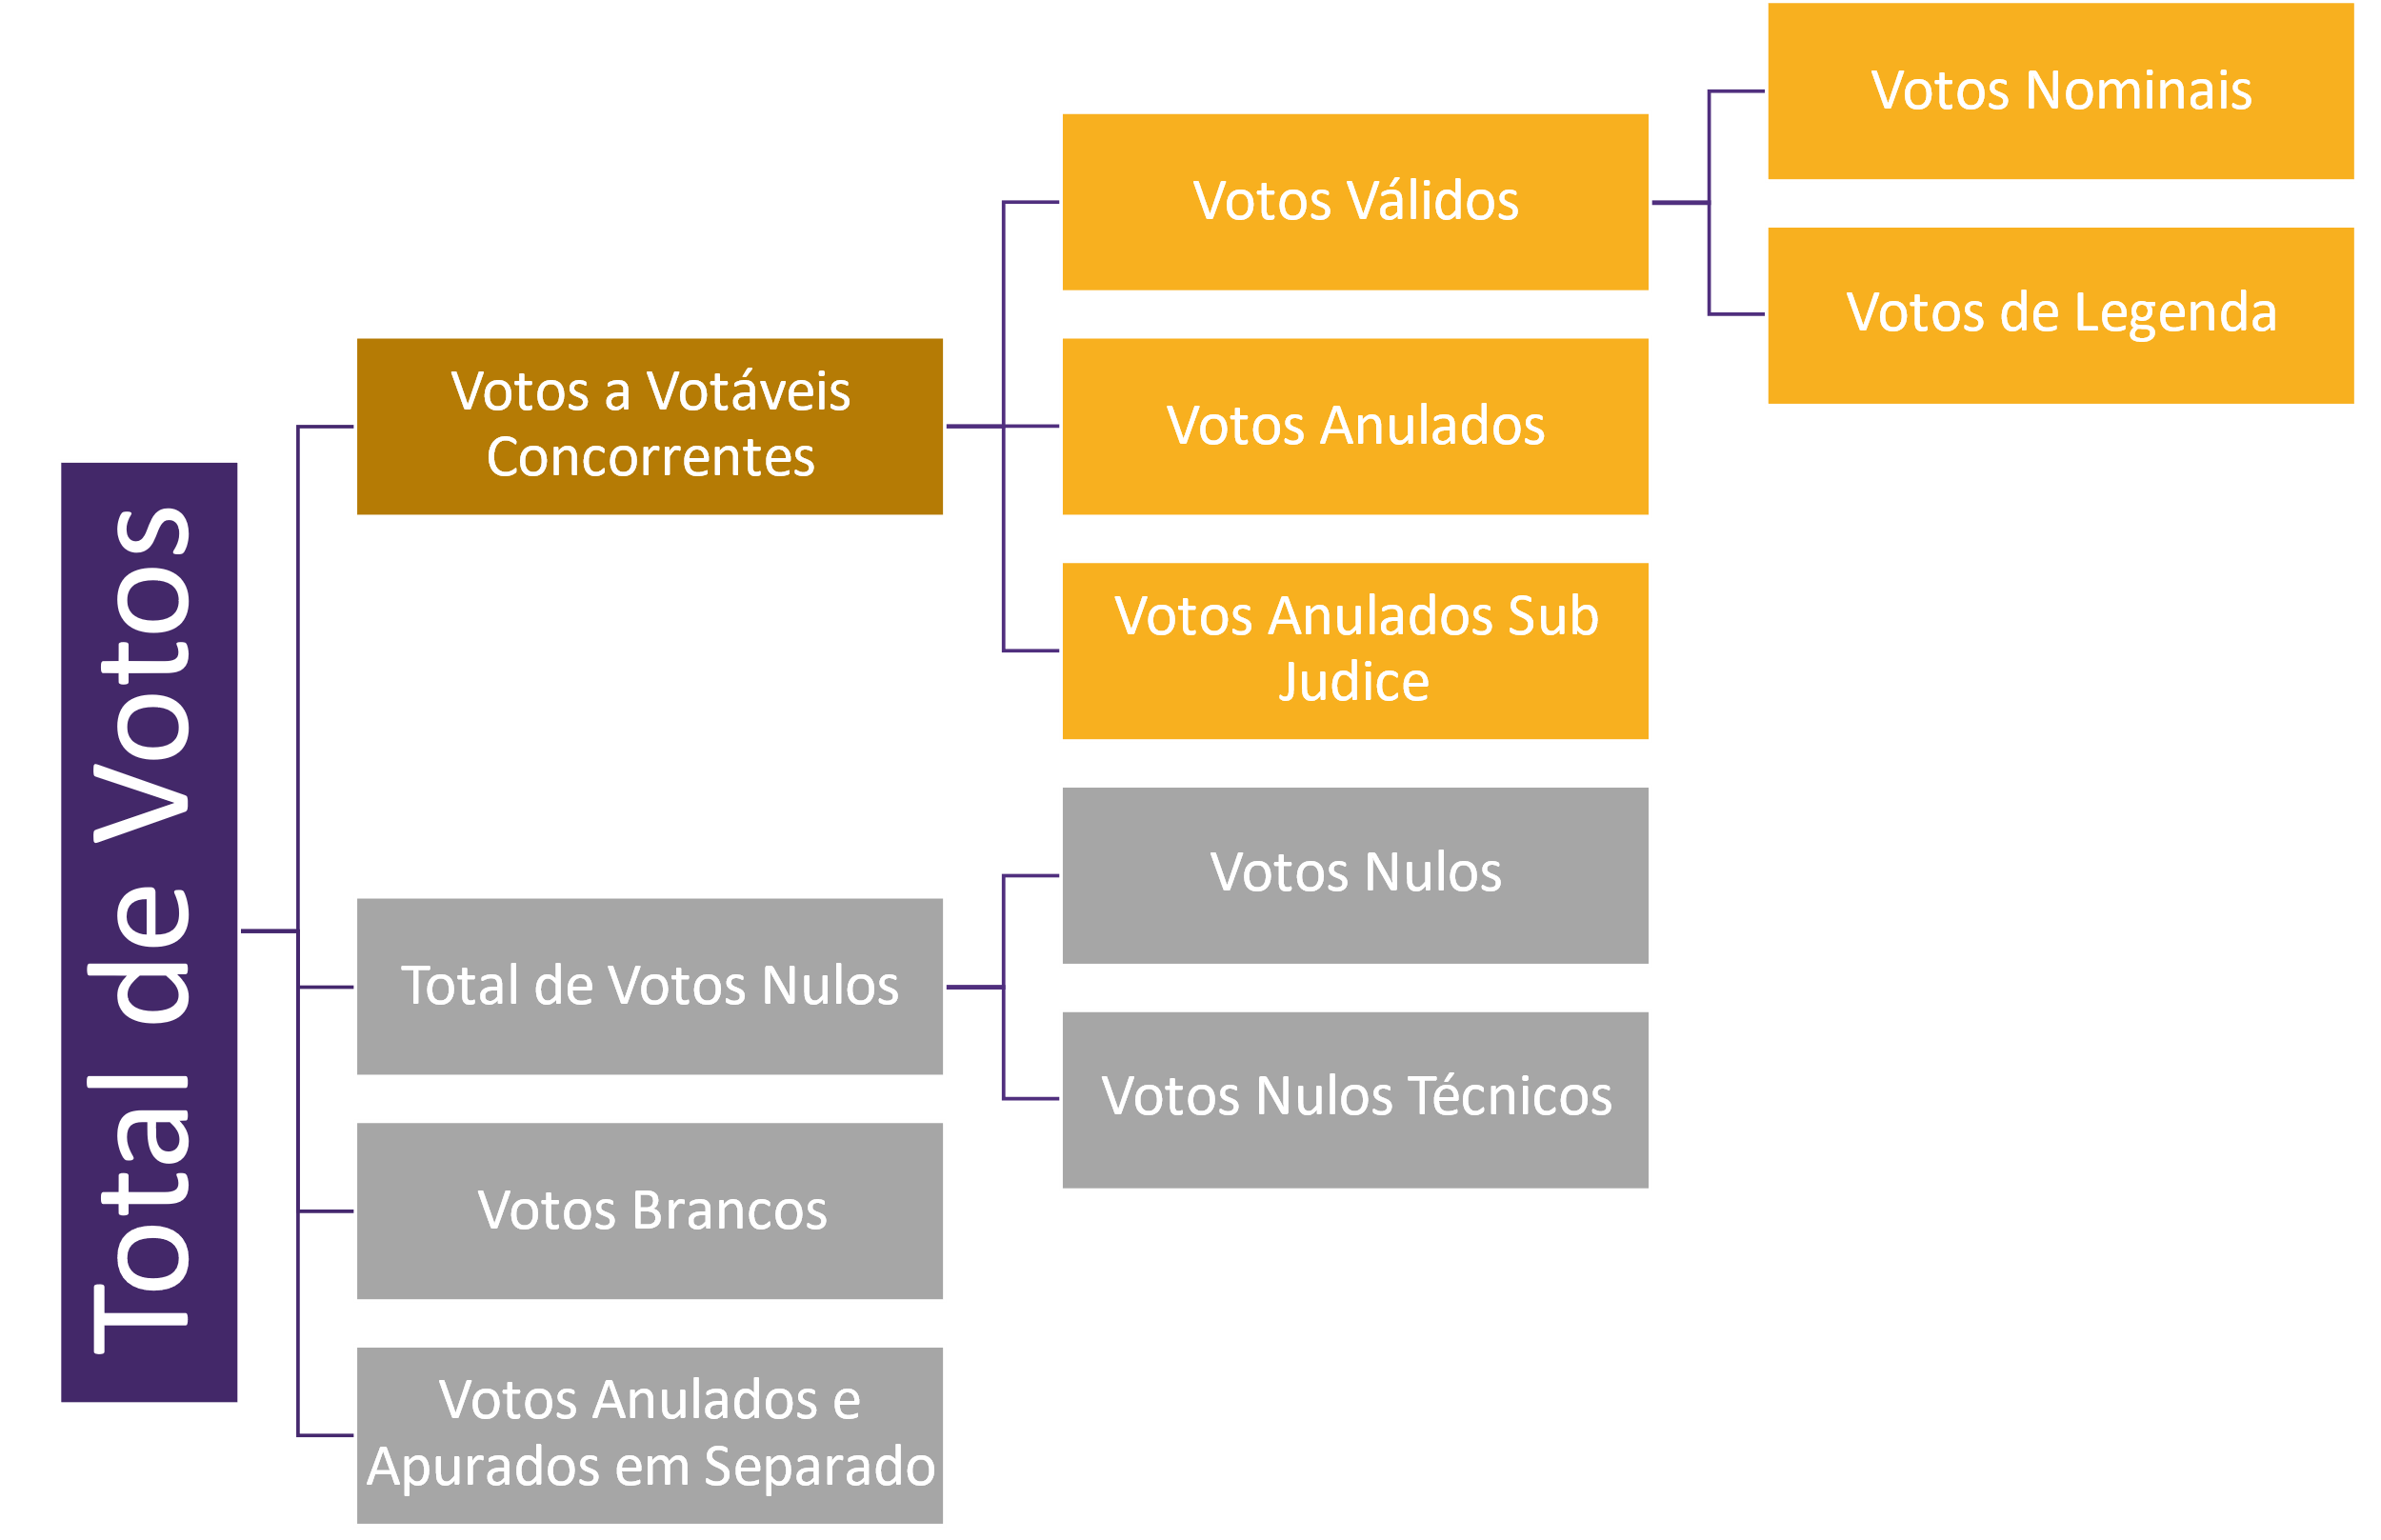 Total de Votos
Votos a Votáveis
Concorrentes
Votos Válidos
Votos Nominais
Votos de Legenda
Votos Anulados
Votos Anulados Sub
Judice
Total de Votos Nulos
Votos Nulos
Votos Nulos Técnicos
Votos Brancos
Votos Anulados e
Apurados em Separado